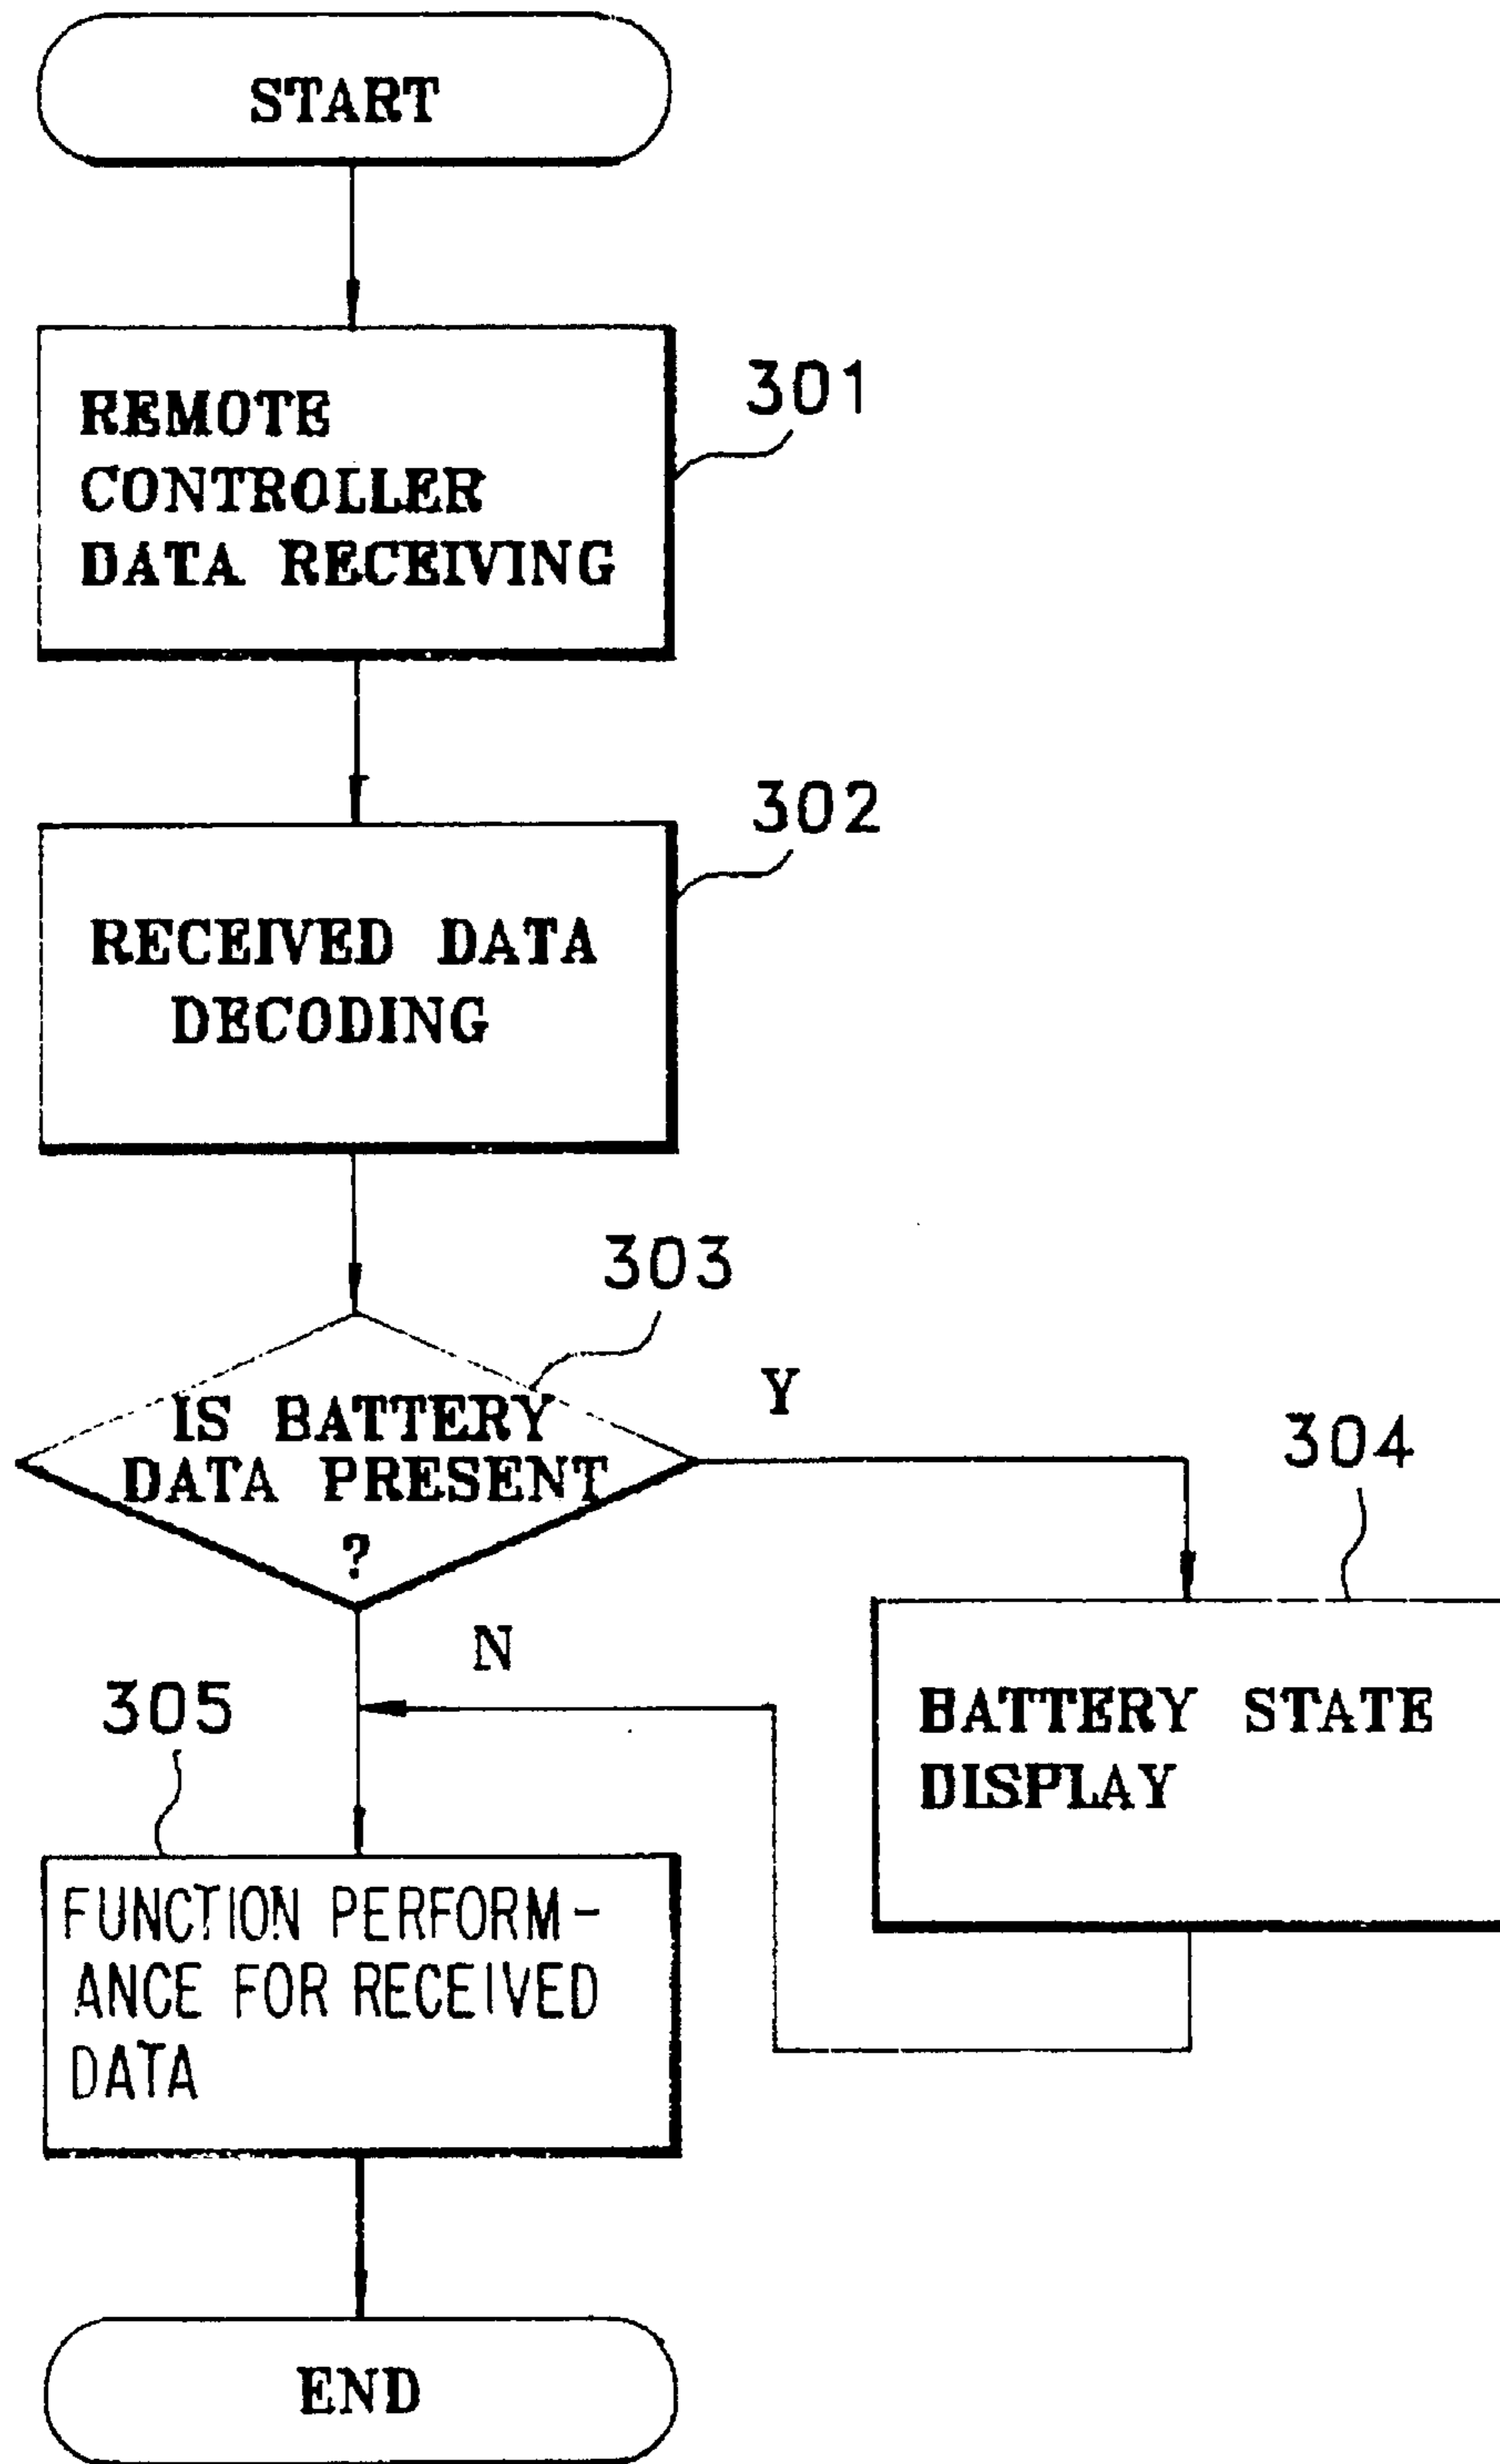 START
301
REMOTE
CONTROLLER
DATA RECEIVING
302
RECEIVED DATA
DECODING
303
IS BATTERY
DATA PRESENT
?
Y
N
304
BATTERY STATE
DISPLAY
305
FUNCTION PERFORM-
ANCE FOR RECEIVED
DATA
END